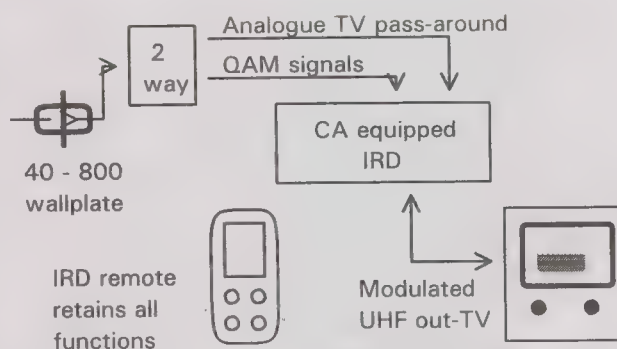 Analogue TV pass-around
2
way
QAM signals
CA equipped
IRD
40 - 800
wallplate
IRD remote
retains all
functions
Modulated
UHF out-TV